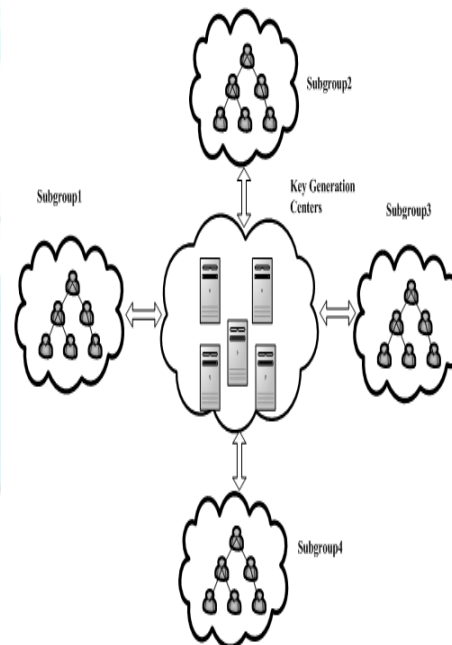 Subgroup2
Key Generation
Centers
Subgroup1
Subgroup3
Subgroup4